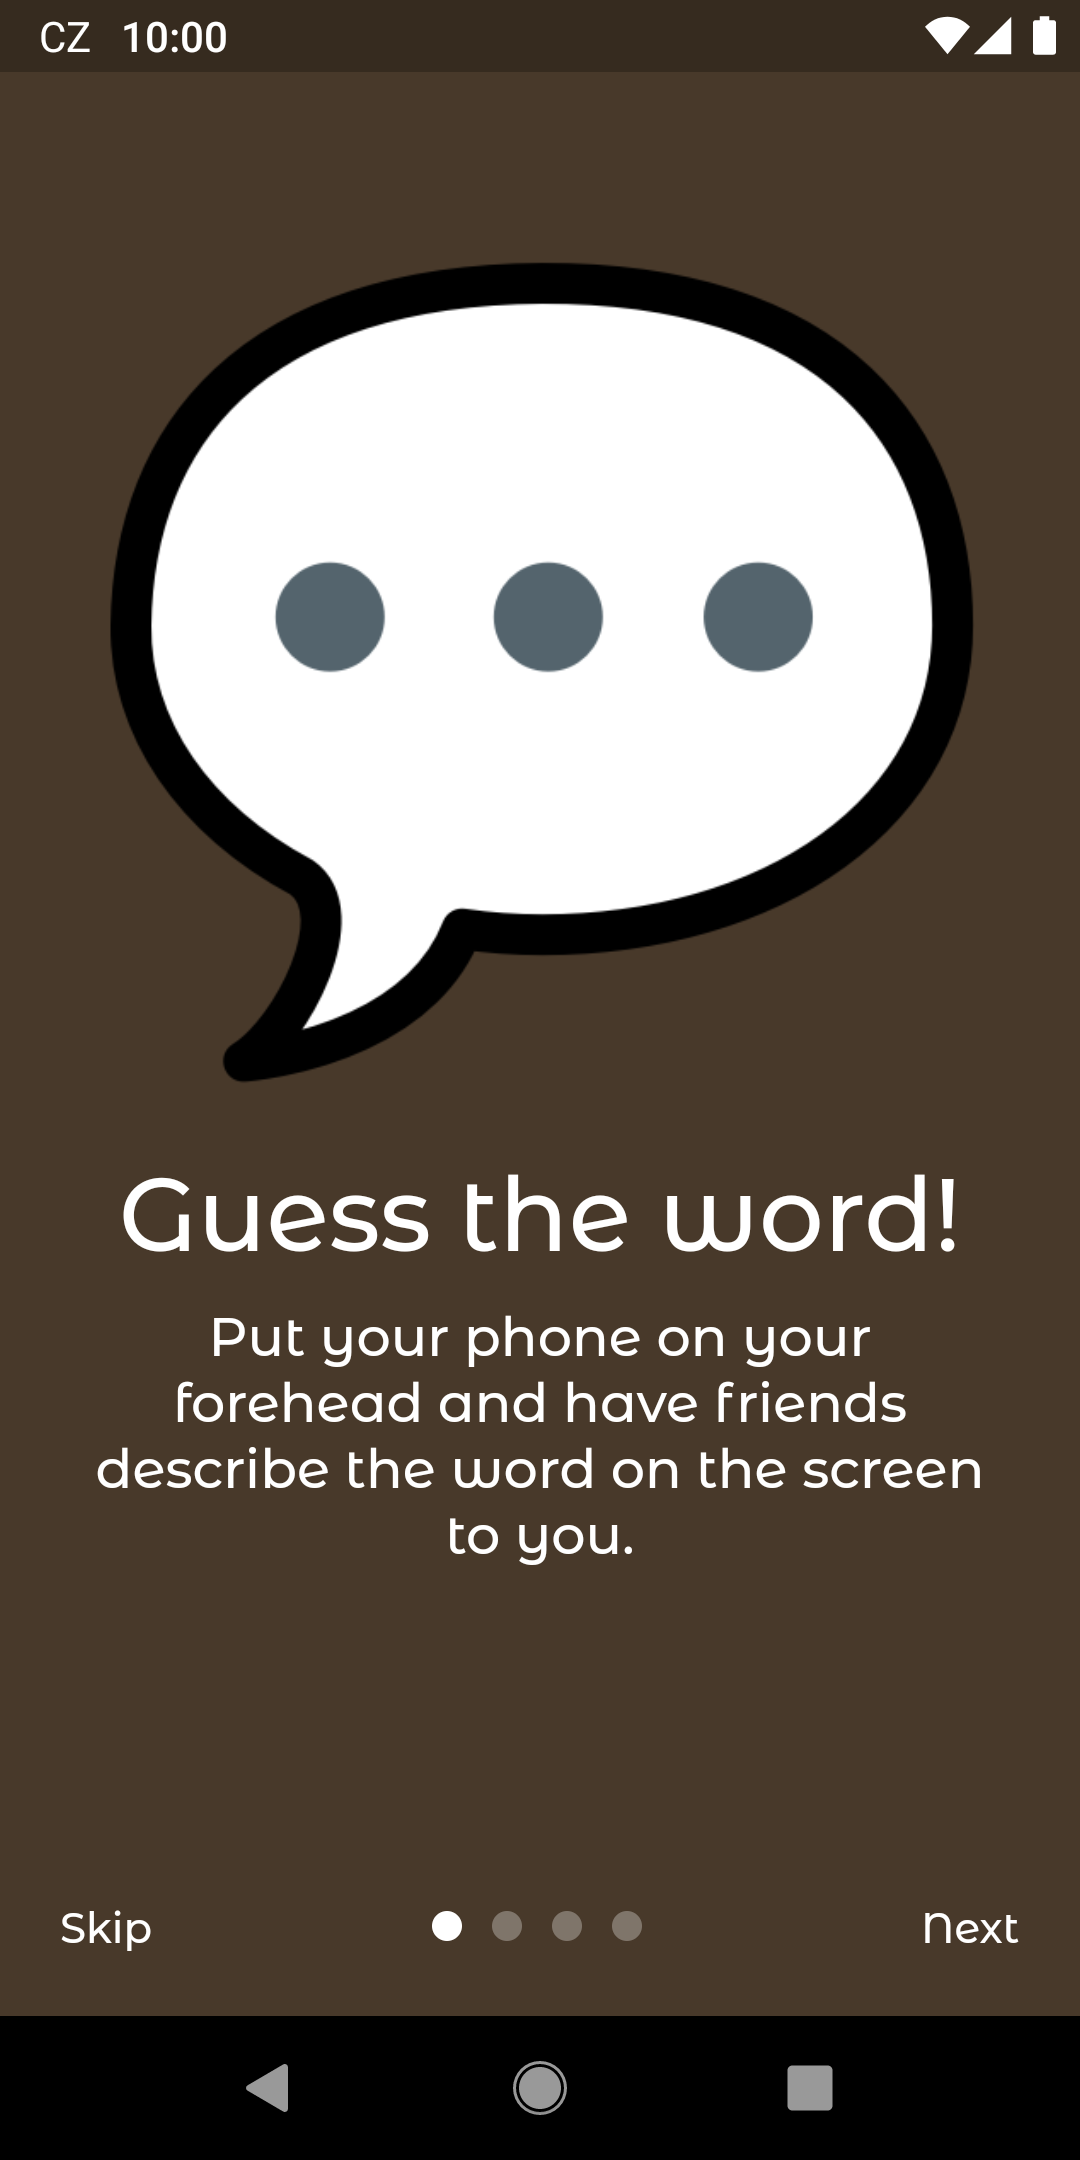 CZ 10:00
Guess the word!
Put your phone on your
forehead and have friends
describe the word on the screen
to you.
Skip
Next